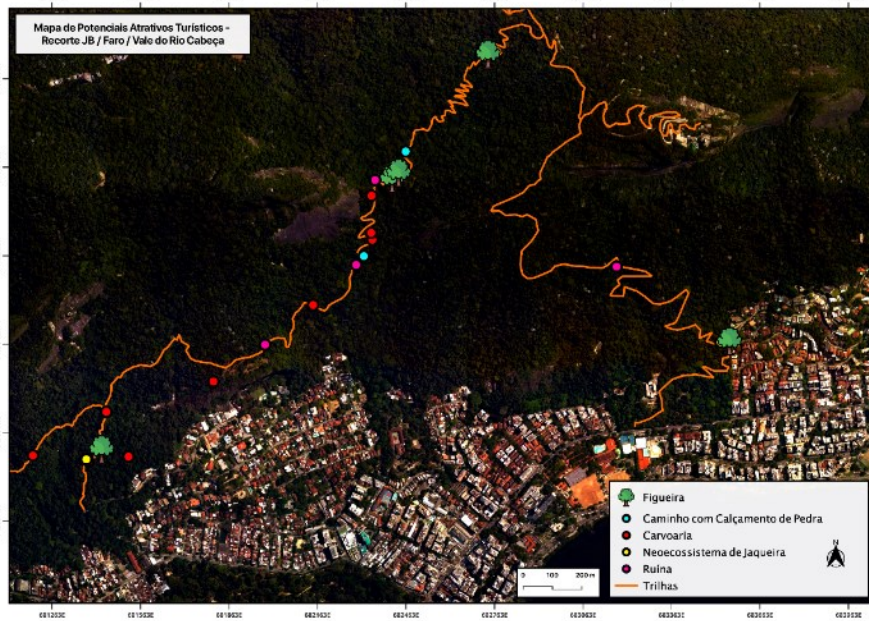 Mapa de Potenciais Atrativos Turísticos -
Recorte JB / Faro / Vale do Rio Cabeça
Figueira
Caminho com Calçamento de Pedra
Carvoaria
Neoecossistema de Jaqueira
Ruína
Trilhas
N
0 100 200 m